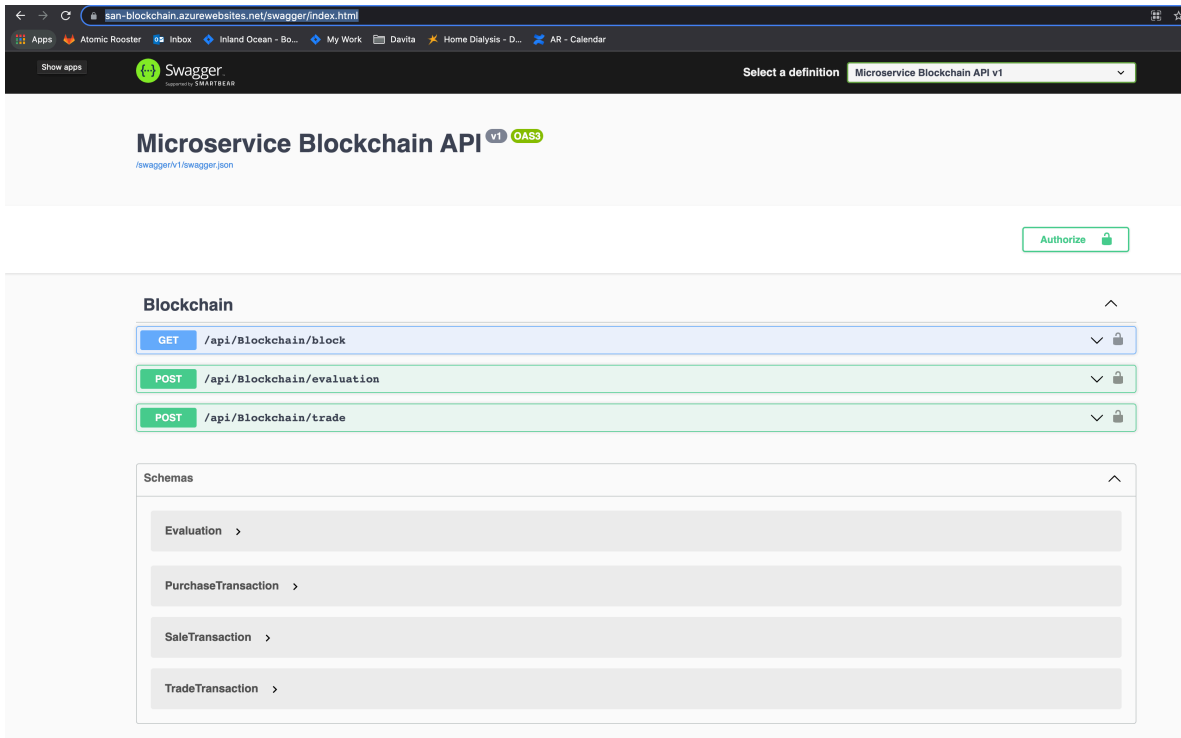 san-blockchain.azurewebsites.net/swagger/index.html
Apps Atomic Rooster Inbox Inland Ocean - Bo... My Work Davita Home Dialysis - D... AR - Calendar
Show apps
Swagger.
Supported by SMARTBEAR
Select a definition Microservice Blockchain API v1
Microservice Blockchain API v1 OAS3
/swagger/v1/swagger.json
Authorize
Blockchain
GET /api/Blockchain/block
POST /api/Blockchain/evaluation
POST /api/Blockchain/trade
Schemas
Evaluation
PurchaseTransaction
SaleTransaction
TradeTransaction